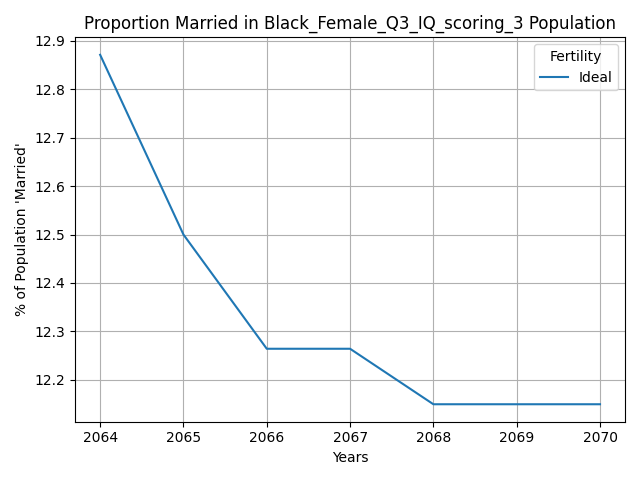 Proportion Married in Black_Female_Q3_IQ_scoring_3 Population
12.9
12.8
12.7
12.6
12.5
12.4
12.3
12.2
% of Population 'Married'
Fertility
Ideal
2064 2065 2066 2067 2068 2069 2070
Years